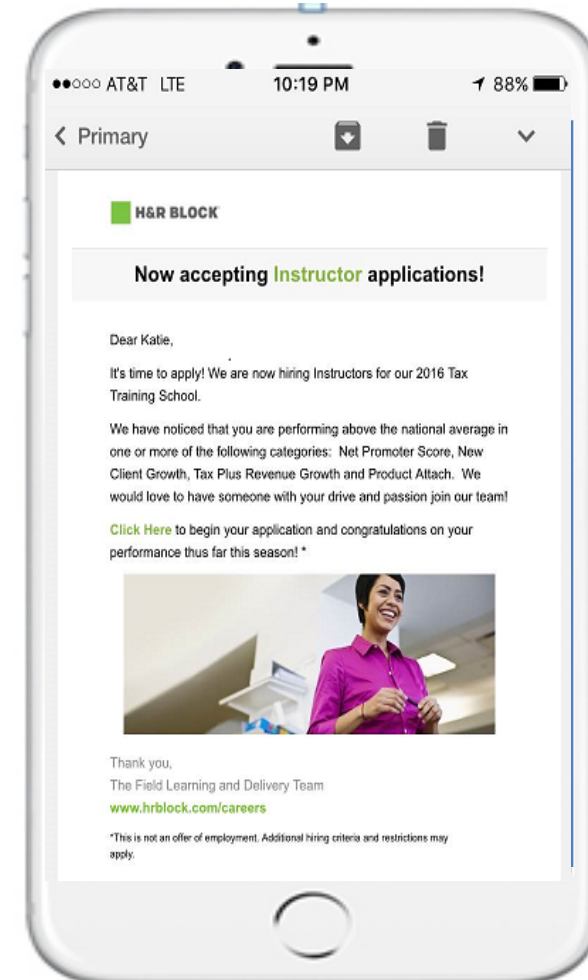 AT&T LTE 10:19 PM 88%
Primary
H&R BLOCK
Now accepting Instructor applications!
Dear Katie,
It's time to apply! We are now hiring Instructors for our 2016 Tax
Training School.
We have noticed that you are performing above the national average in
one or more of the following categories: Net Promoter Score, New
Client Growth, Tax Plus Revenue Growth and Product Attach. We
would love to have someone with your drive and passion join our team!
Click Here to begin your application and congratulations on your
performance thus far this season! *
Thank you,
The Field Learning and Delivery Team
www.hrblock.com/careers
*This is not an offer of employment. Additional hiring criteria and restrictions may
apply.